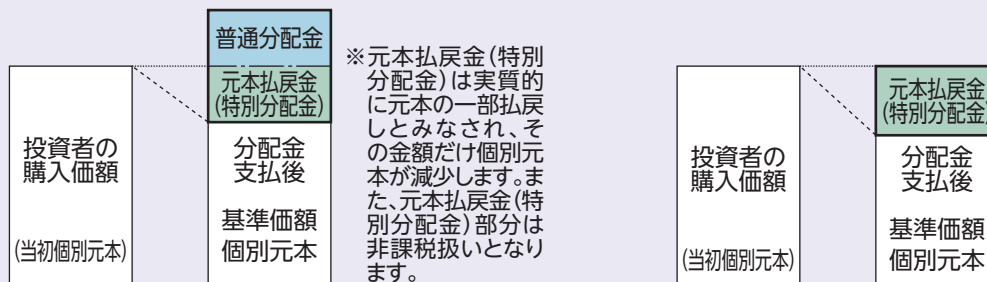 普通分配金
元本払戻金
(特別分配金)
投資者の
購入価額
(当初個別元本)
分配金
支払後
基準価額
個別元本
※元本払戻金(特別
分配金)は実質的
に元本の一部払戻
しとみなされ、そ
の金額だけ個別元
本が減少します。ま
た、元本払戻金(特
別分配金)部分は
非課税扱いとなり
ます。
投資者の
購入価額
(当初個別元本)
元本払戻金
(特別分配金)
分配金
支払後
基準価額
個別元本